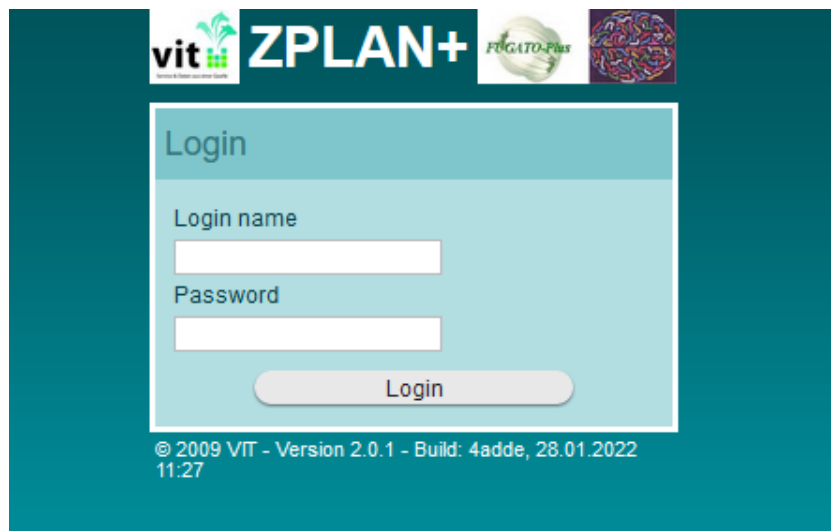 vit
ZPLAN+
FUGATO-Plus
Login
Login name
Password
Login
© 2009 VIT - Version 2.0.1 - Build: 4adde, 28.01.2022
11:27